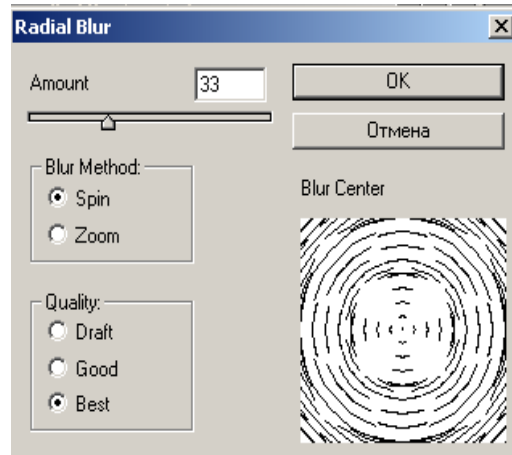 Radial Blur
Amount 33
OK
Отмена
Blur Method:
Spin
Zoom
Blur Center
Quality:
Draft
Good
Best